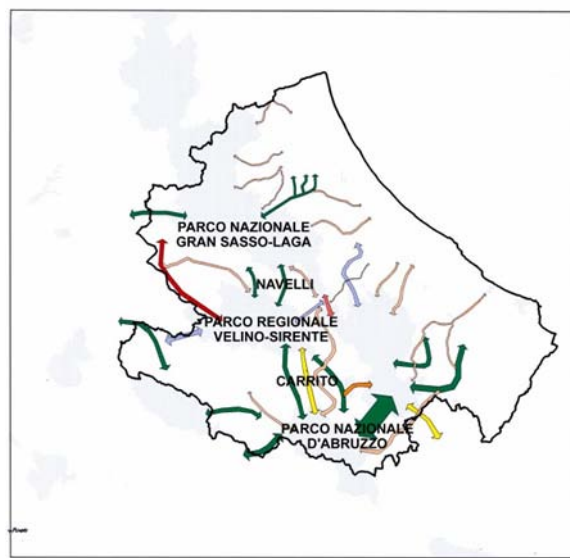 PARCO NAZIONALE
GRAN SASSO-LAGA
NAVELLI
PARCO REGIONALE
VELINO-SIRENTE
CARRITO
PARCO NAZIONALE
D'ABRUZZO